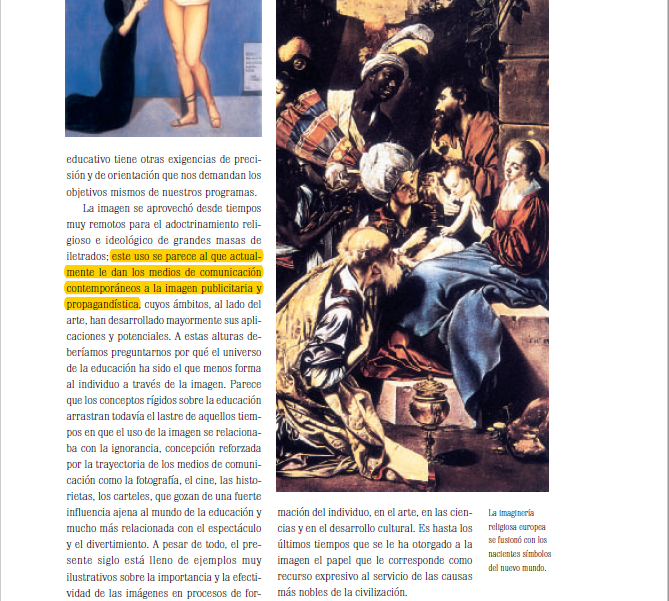 educativo tiene otras exigencias de preci-
sión y de orientación que nos demandan los
objetivos mismos de nuestros programas.
La imagen se aprovechó desde tiempos
muy remotos para el adoctrinamiento reli-
gioso e ideológico de grandes masas de
iletrados; este uso se parece al que actual-
mente le dan los medios de comunicación
contemporáneos a la imagen publicitaria y
propagandística, cuyos ámbitos, al lado del
arte, han desarrollado mayormente sus apli-
caciones y potenciales. A estas alturas de-
beríamos preguntarnos por qué el universo
de la educación ha sido el que menos forma
al individuo a través de la imagen. Parece
que los conceptos rígidos sobre la educación
arrastran todavía el lastre de aquellos tiem-
pos en que el uso de la imagen se relaciona-
ba con la ignorancia, concepción reforzada
por la trayectoria de los medios de comuni-
cación como la fotografía, el cine, las histo-
rietas, los carteles, que gozan de una fuerte
influencia ajena al mundo de la educación y
mucho más relacionada con el espectáculo
y el divertimiento. A pesar de todo, el pre-
sente siglo está lleno de ejemplos muy
ilustrativos sobre la importancia y la efecti-
vidad de las imágenes en procesos de for-
mación del individuo, en el arte, en las cien-
cias y en el desarrollo cultural. Es hasta los
últimos tiempos que se le ha otorgado a la
imagen el papel que le corresponde como
recurso expresivo al servicio de las causas
más nobles de la civilización.
La imaginería
religiosa europea
se fusionó con los
nacientes símbolos
del nuevo mundo.